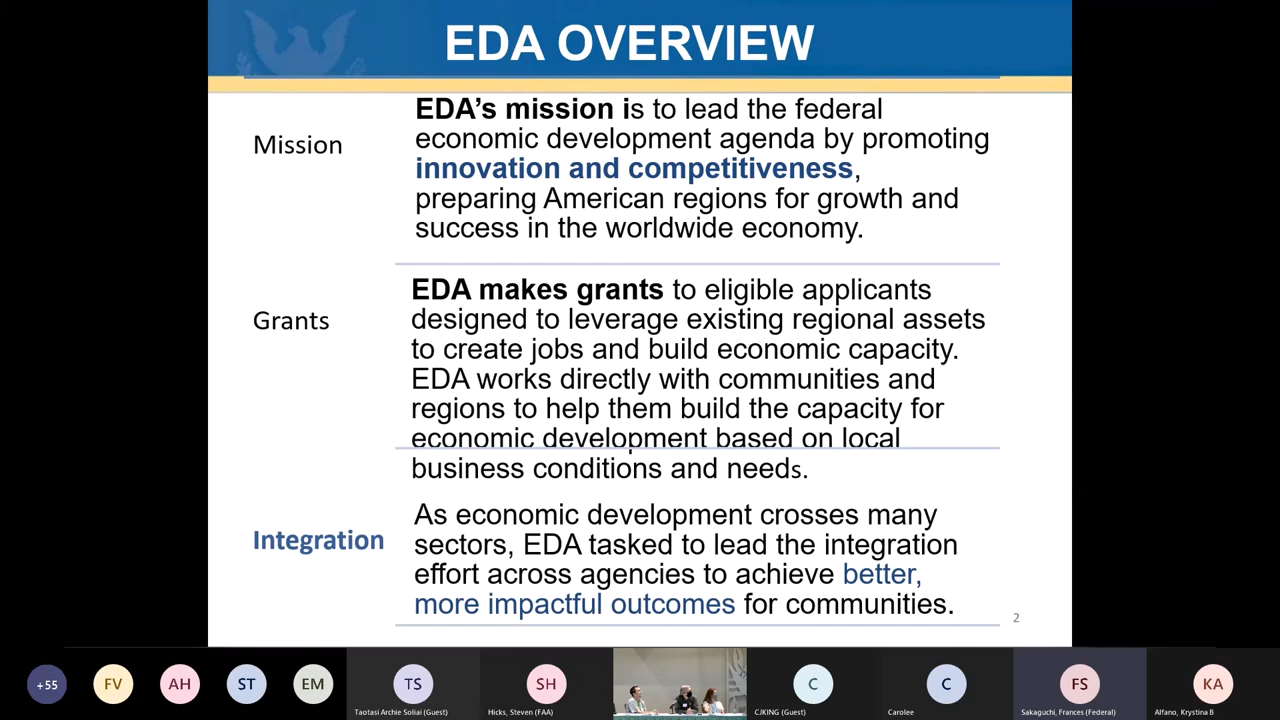 EDA OVERVIEW
Mission
EDA’s mission is to lead the federal
economic development agenda by promoting
innovation and competitiveness,
preparing American regions for growth and
success in the worldwide economy.
Grants
EDA makes grants to eligible applicants
designed to leverage existing regional assets
to create jobs and build economic capacity.
EDA works directly with communities and
regions to help them build the capacity for
economic development based on local
business conditions and needs.
Integration
As economic development crosses many
sectors, EDA tasked to lead the integration
effort across agencies to achieve better,
more impactful outcomes for communities.
2
+55
FV
AH
ST
EM
TS
Taotasi Archie Soliai (Guest)
SH
Hicks, Steven (FAA)
C
CJKING (Guest)
C
Carolee
FS
Sakaguchi, Frances (Federal)
KA
Alfano, Krystina B